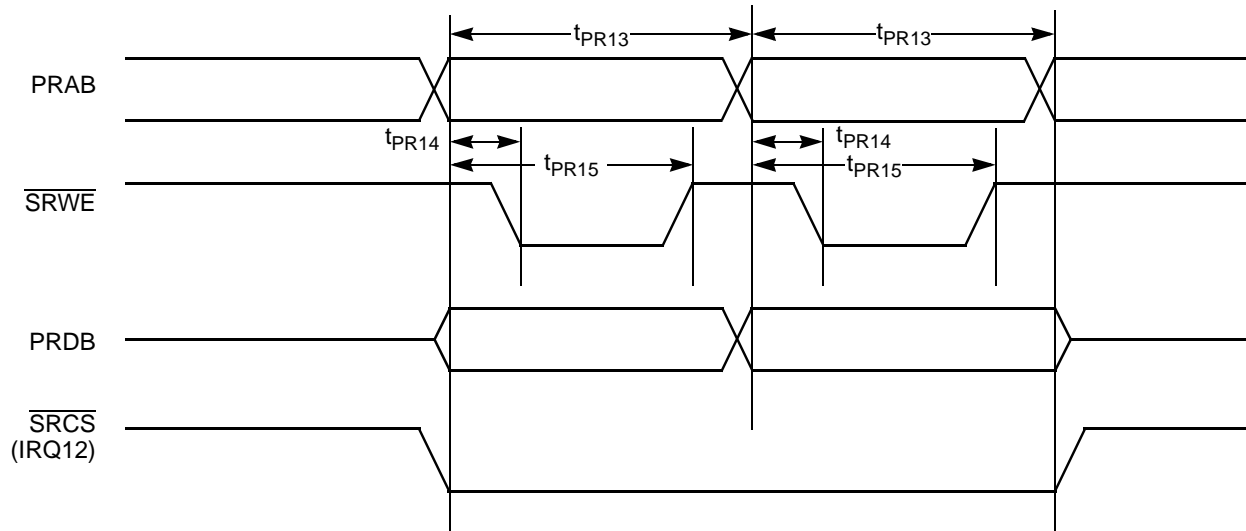 tPR13
tPR13
PRAB
tPR14
tPR14
tPR15
tPR15
SRWE
PRDB
SRCS
(IRQ12)